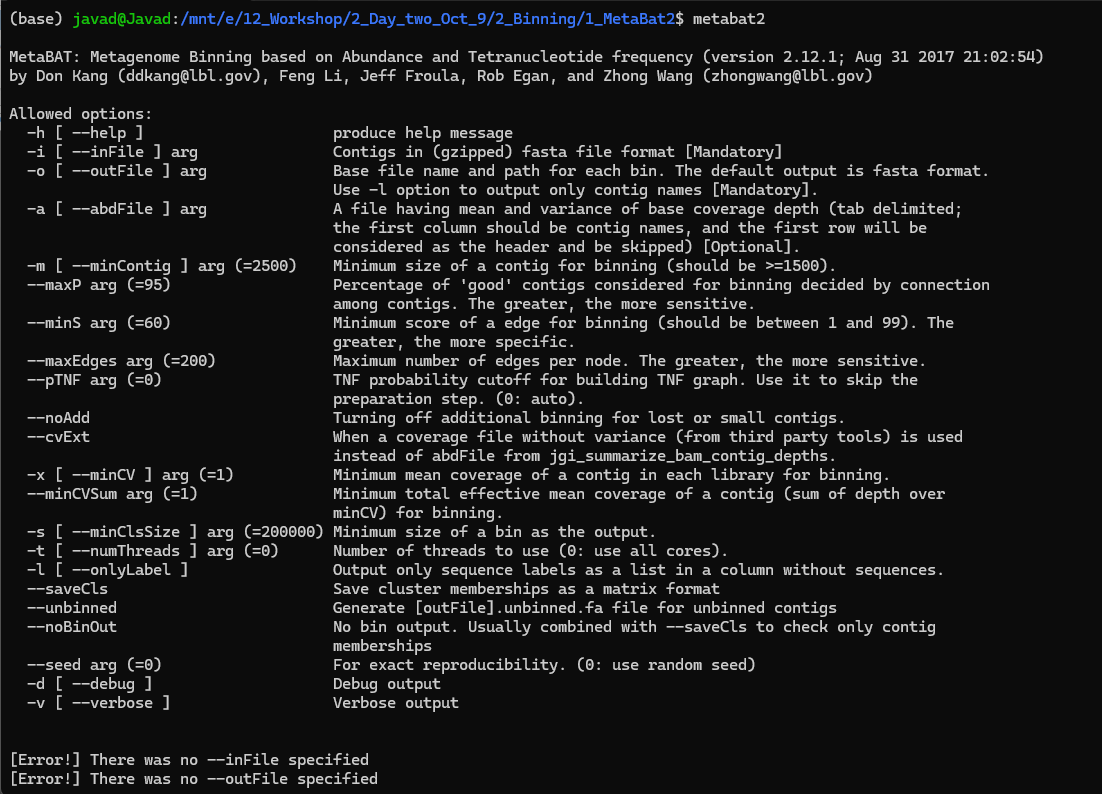 (base) javad@Javad:/mnt/e/12_Workshop/2_Day_two_Oct_9/2_Binning/1_MetaBat2$ metabat2

MetaBAT: Metagenome Binning based on Abundance and Tetranucleotide frequency (version 2.12.1; Aug 31 2017 21:02:54)
by Don Kang (ddkang@lbl.gov), Feng Li, Jeff Froula, Rob Egan, and Zhong Wang (zhongwang@lbl.gov)

Allowed options:
  -h [ --help ]                     produce help message
  -i [ --inFile ] arg               Contigs in (gzipped) fasta file format [Mandatory]
  -o [ --outFile ] arg              Base file name and path for each bin. The default output is fasta format.
                                    Use -l option to output only contig names [Mandatory].
  -a [ --abdFile ] arg              A file having mean and variance of base coverage depth (tab delimited;
                                    the first column should be contig names, and the first row will be
                                    considered as the header and be skipped) [Optional].
  -m [ --minContig ] arg (=2500)    Minimum size of a contig for binning (should be >=1500).
  --maxP arg (=95)                  Percentage of 'good' contigs considered for binning decided by connection
                                    among contigs. The greater, the more sensitive.
  --minS arg (=60)                  Minimum score of a edge for binning (should be between 1 and 99). The
                                    greater, the more specific.
  --maxEdges arg (=200)             Maximum number of edges per node. The greater, the more sensitive.
  --pTNF arg (=0)                   TNF probability cutoff for building TNF graph. Use it to skip the
                                    preparation step. (0: auto).
  --noAdd                           Turning off additional binning for lost or small contigs.
  --cvExt                           When a coverage file without variance (from third party tools) is used
                                    instead of abdFile from jgi_summarize_bam_contig_depths.
  -x [ --minCV ] arg (=1)           Minimum mean coverage of a contig in each library for binning.
  --minCVSum arg (=1)               Minimum total effective mean coverage of a contig (sum of depth over
                                    minCV) for binning.
  -s [ --minClsSize ] arg (=200000) Minimum size of a bin as the output.
  -t [ --numThreads ] arg (=0)      Number of threads to use (0: use all cores).
  -l [ --onlyLabel ]                Output only sequence labels as a list in a column without sequences.
  --saveCls                         Save cluster memberships as a matrix format
  --unbinned                        Generate [outFile].unbinned.fa file for unbinned contigs
  --noBinOut                        No bin output. Usually combined with --saveCls to check only contig
                                    memberships
  --seed arg (=0)                   For exact reproducibility. (0: use random seed)
  -d [ --debug ]                    Debug output
  -v [ --verbose ]                  Verbose output

[Error!] There was no --inFile specified
[Error!] There was no --outFile specified